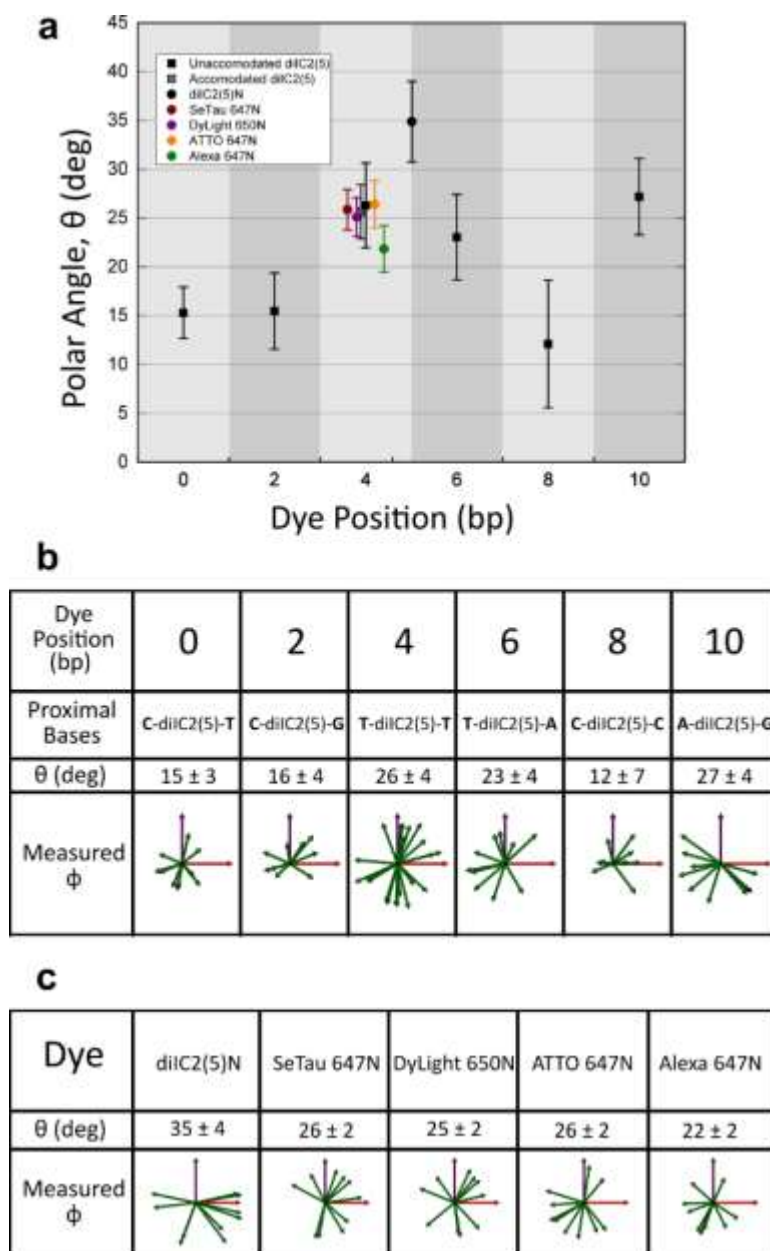 a
45
40
35
30
25
20
15
10
5
0
Polar Angle, θ (deg)
Unaccomodated diIC2(5)
Accomodated diIC2(5)
diIC2(5)N
SeTau 647N
DyLight 650N
ATTO 647N
Alexa 647N
0 2 4 6 8 10
Dye Position (bp)
b
Dye Position (bp) 0 2 4 6 8 10
Proximal Bases C-diIC2(5)-T C-diIC2(5)-G T-diIC2(5)-T T-diIC2(5)-A C-diIC2(5)-C A-diIC2(5)-G
θ (deg) 15 ± 3 16 ± 4 26 ± 4 23 ± 4 12 ± 7 27 ± 4
Measured ϕ
c
Dye diIC2(5)N SeTau 647N DyLight 650N ATTO 647N Alexa 647N
θ (deg) 35 ± 4 26 ± 2 25 ± 2 26 ± 2 22 ± 2
Measured ϕ